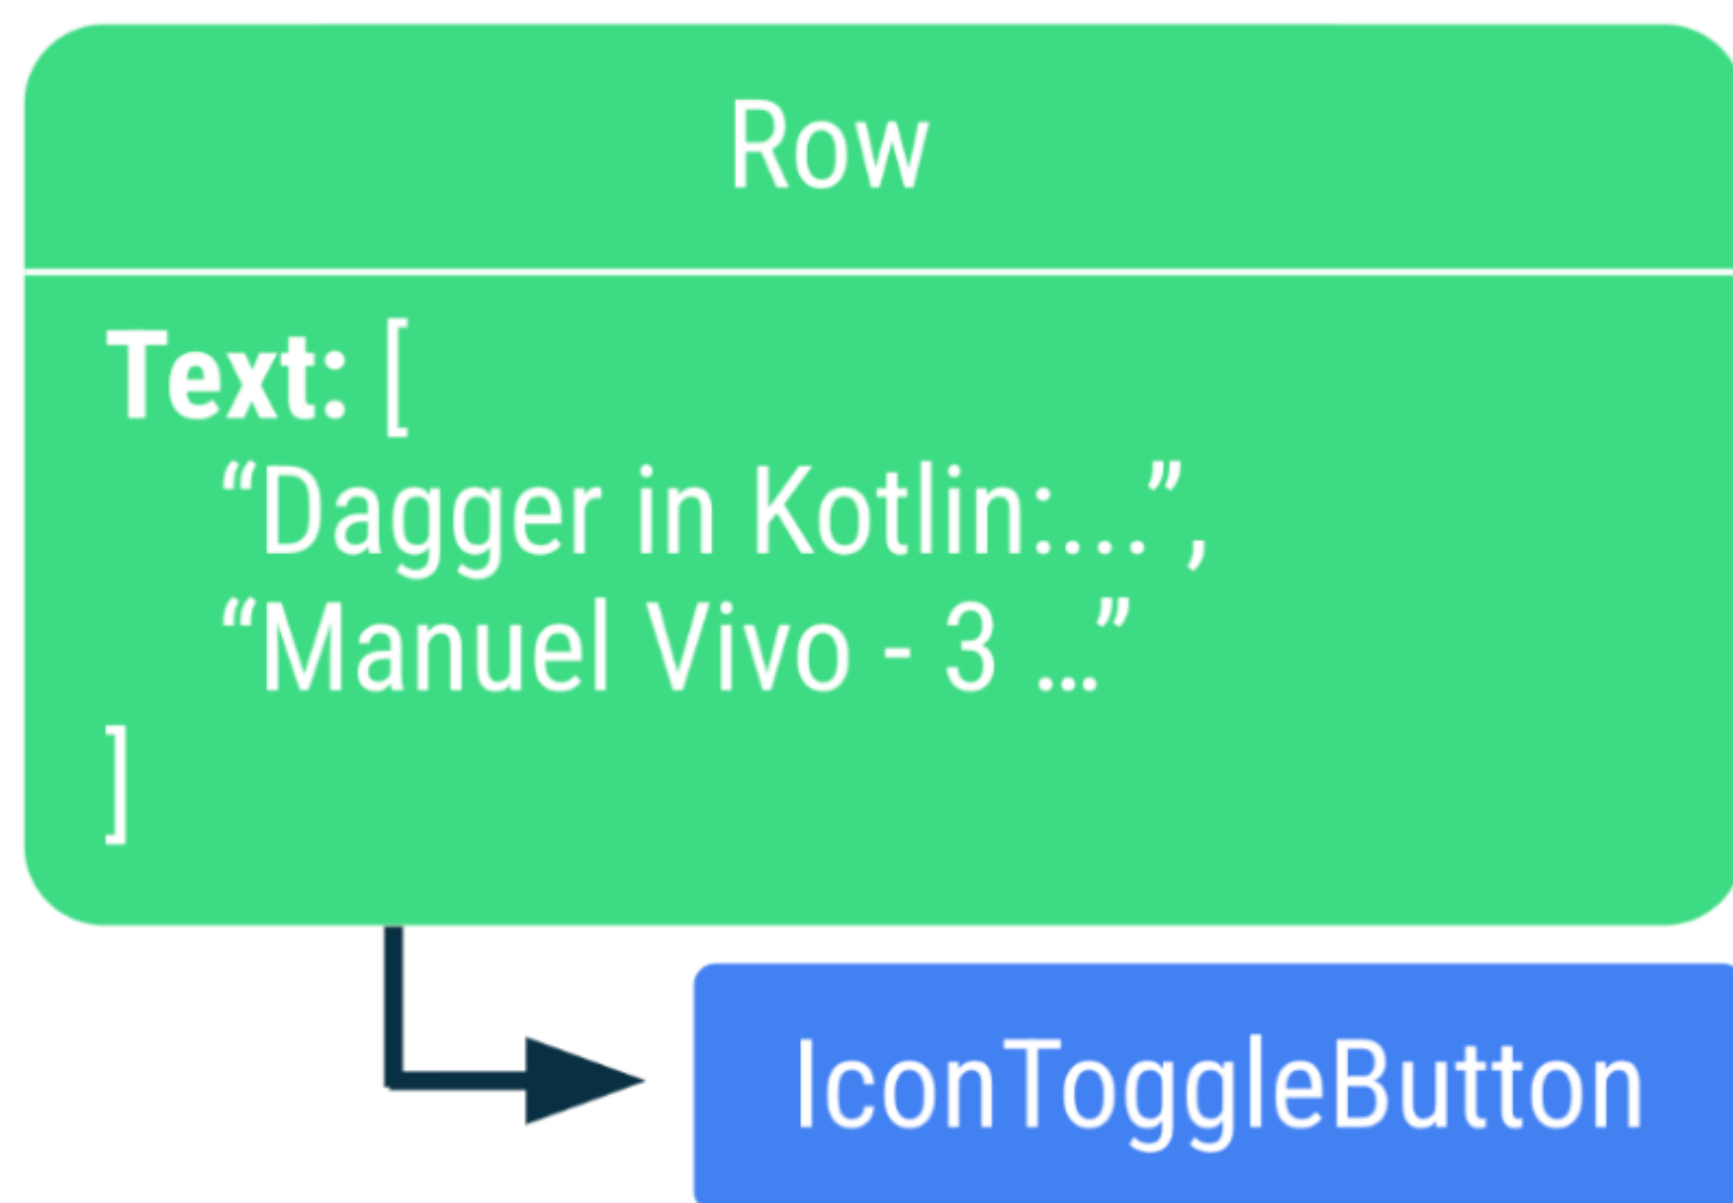 Row
Text: [
“Dagger in Kotlin:...”,
“Manuel Vivo - 3 …”
]
IconToggleButton